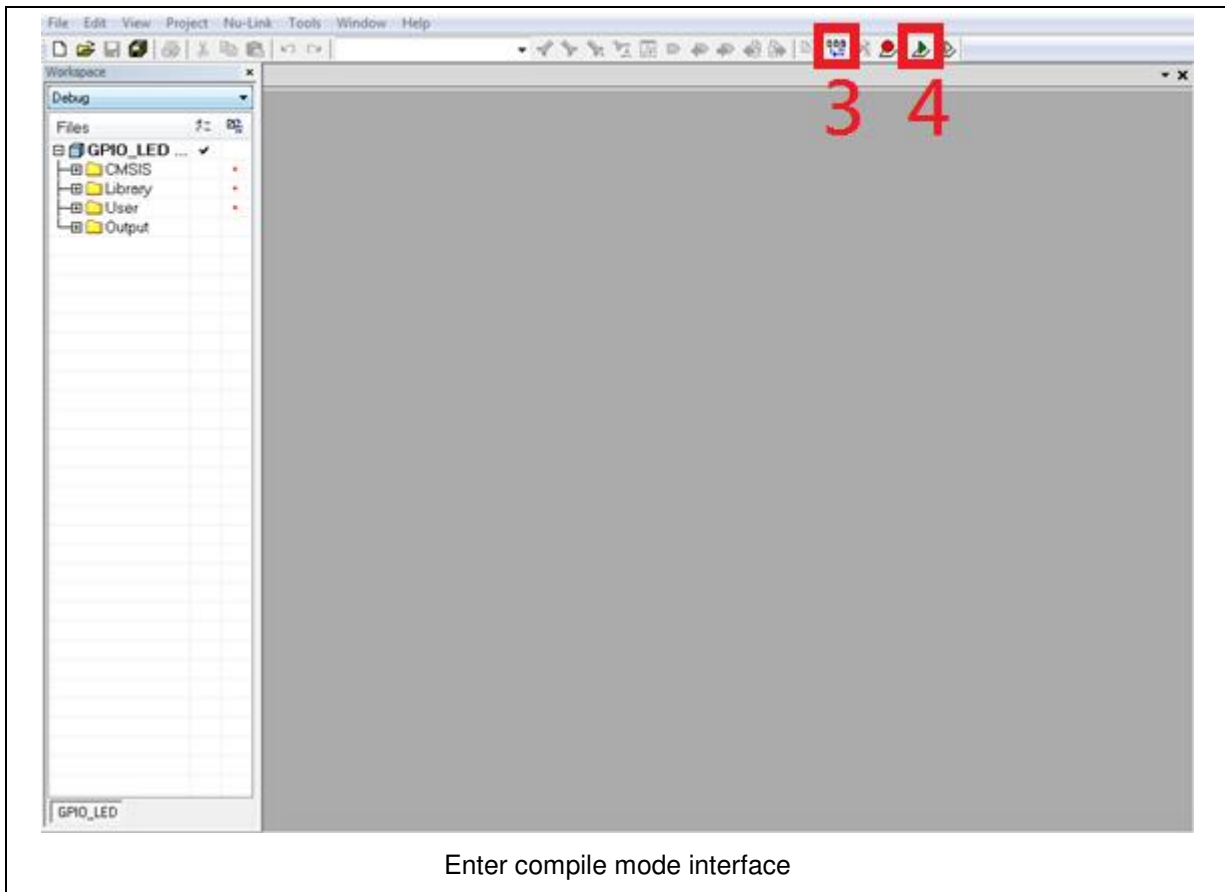 File Edit View Project Nu-Link Tools Window Help
Workspace
Debug
Files
GPIO_LED ...
CMSIS
Library
User
Output
3 4
GPIO_LED
Enter compile mode interface